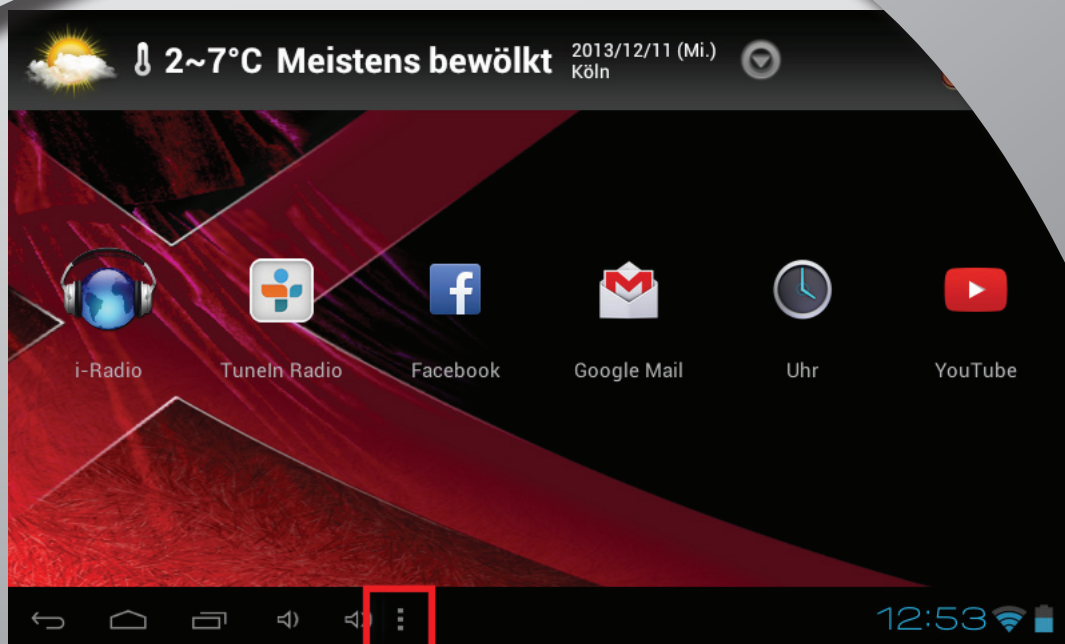 2~7°C Meistens bewölkt 2013/12/11 (Mi.)
Köln
i-Radio TuneIn Radio Facebook Google Mail Uhr YouTube
12:53